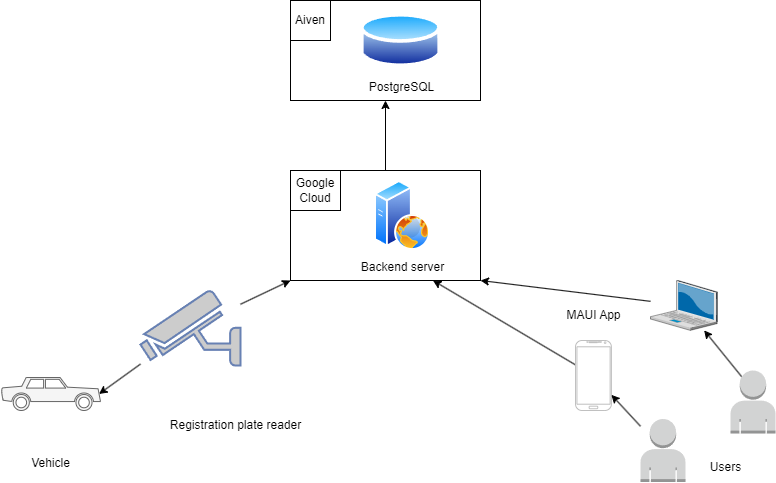 Aiven
PostgreSQL
Google
Cloud
Backend server
MAUI App
Registration plate reader
Vehicle
Users